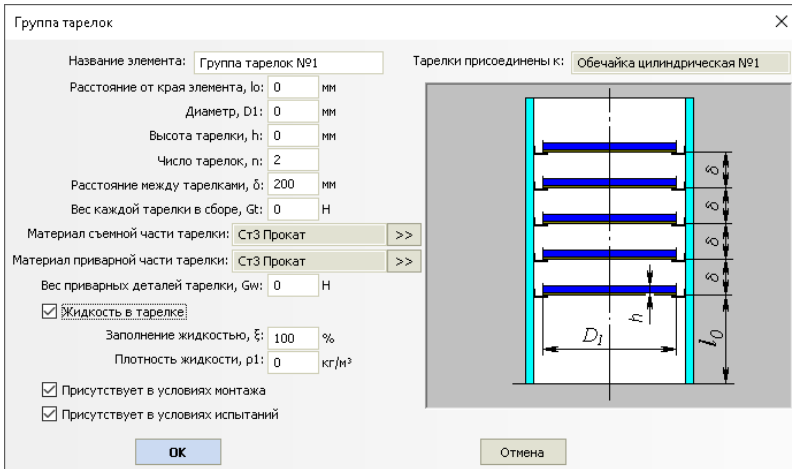 Группа тарелок
Название элемента: Группа тарелок №1 Тарелки присоединены к: Обечайка цилиндрическая №1
Расстояние от края элемента, lo: 0 мм
Диаметр, D1: 0 мм
Высота тарелки, h: 0 мм
Число тарелок, n: 2
Расстояние между тарелками, δ: 200 мм
Вес каждой тарелки в сборе, Gt: 0 Н
Материал съемной части тарелки: Ст3 Прокат >>
Материал приварной части тарелки: Ст3 Прокат >>
Вес приварных деталей тарелки, Gw: 0 Н
Жидкость в тарелке
Заполнение жидкостью, ξ: 100 %
Плотность жидкости, ρ1: 0 кг/м³
Присутствует в условиях монтажа
Присутствует в условиях испытаний
δ
δ
δ
δ
h
D1
l0
OK Отмена